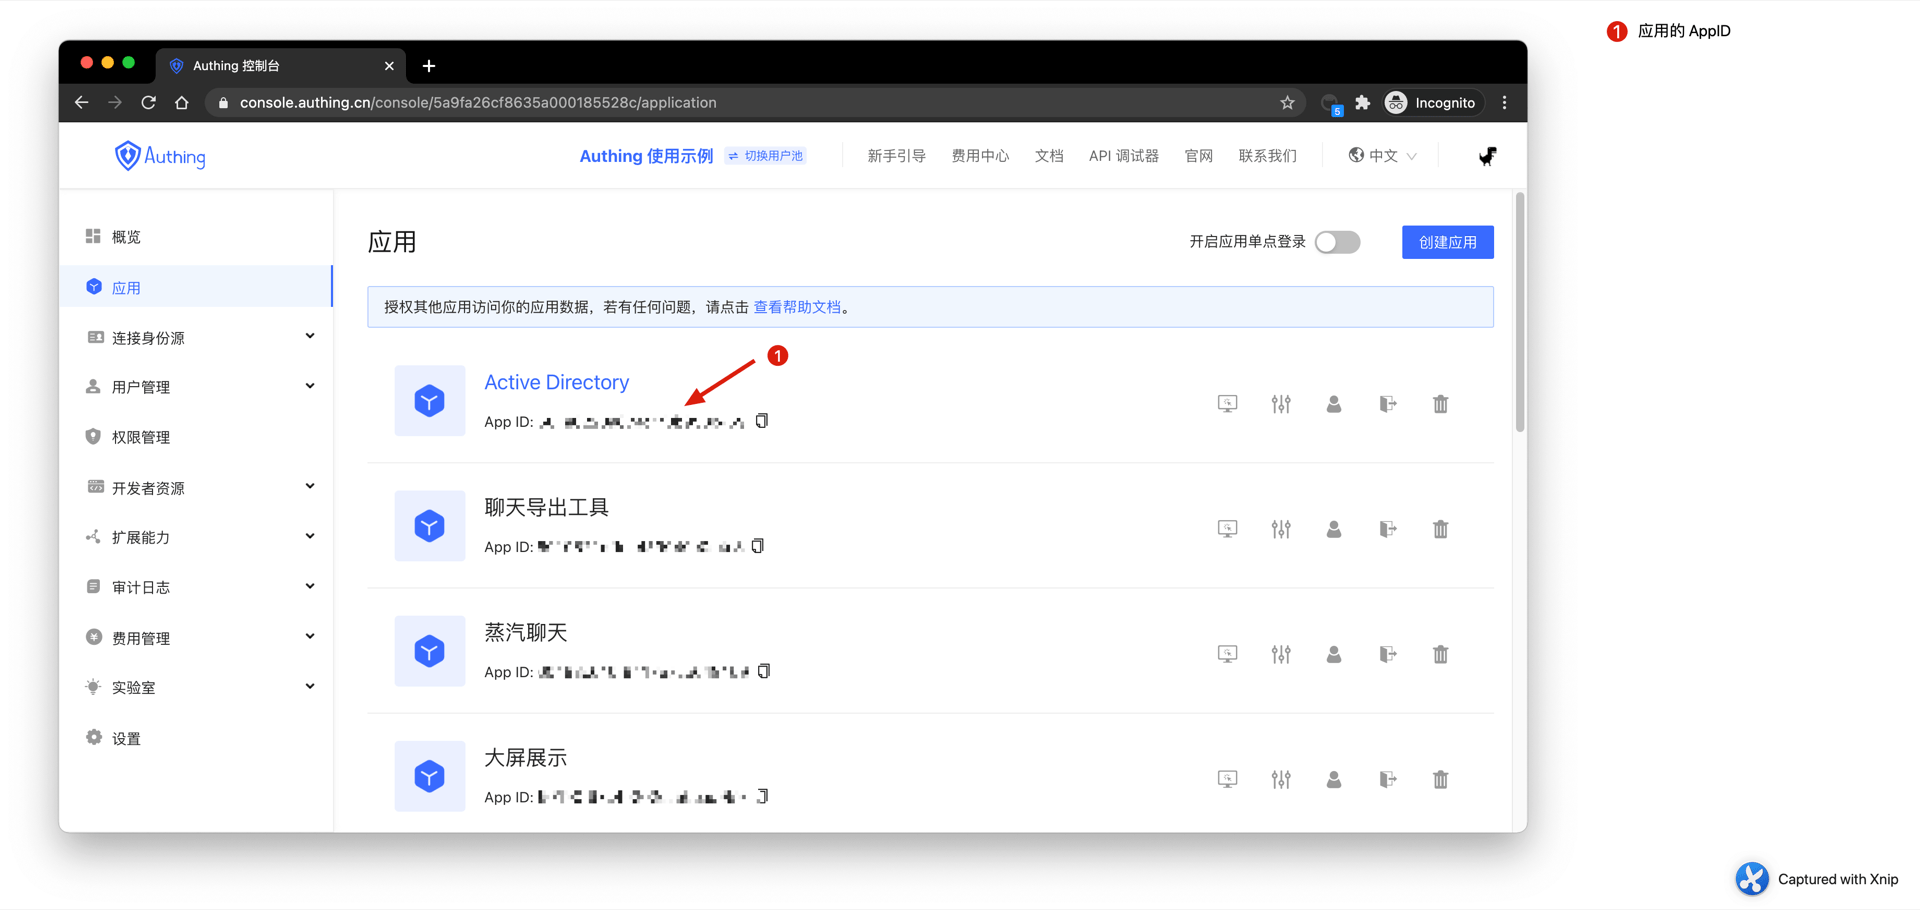 1 应用的 AppID
Authing 控制台
console.authing.cn/console/5a9fa26cf8635a000185528c/application
5
Incognito
Authing
Authing 使用示例
切换用户池
新手引导
费用中心
文档
API 调试器
官网
联系我们
中文
概览
应用
连接身份源
用户管理
权限管理
开发者资源
扩展能力
审计日志
费用管理
实验室
设置
应用
开启应用单点登录
创建应用
授权其他应用访问你的应用数据，若有任何问题，请点击 查看帮助文档。
1
Active Directory
App ID:
聊天导出工具
App ID:
蒸汽聊天
App ID:
大屏展示
App ID:
Captured with Xnip